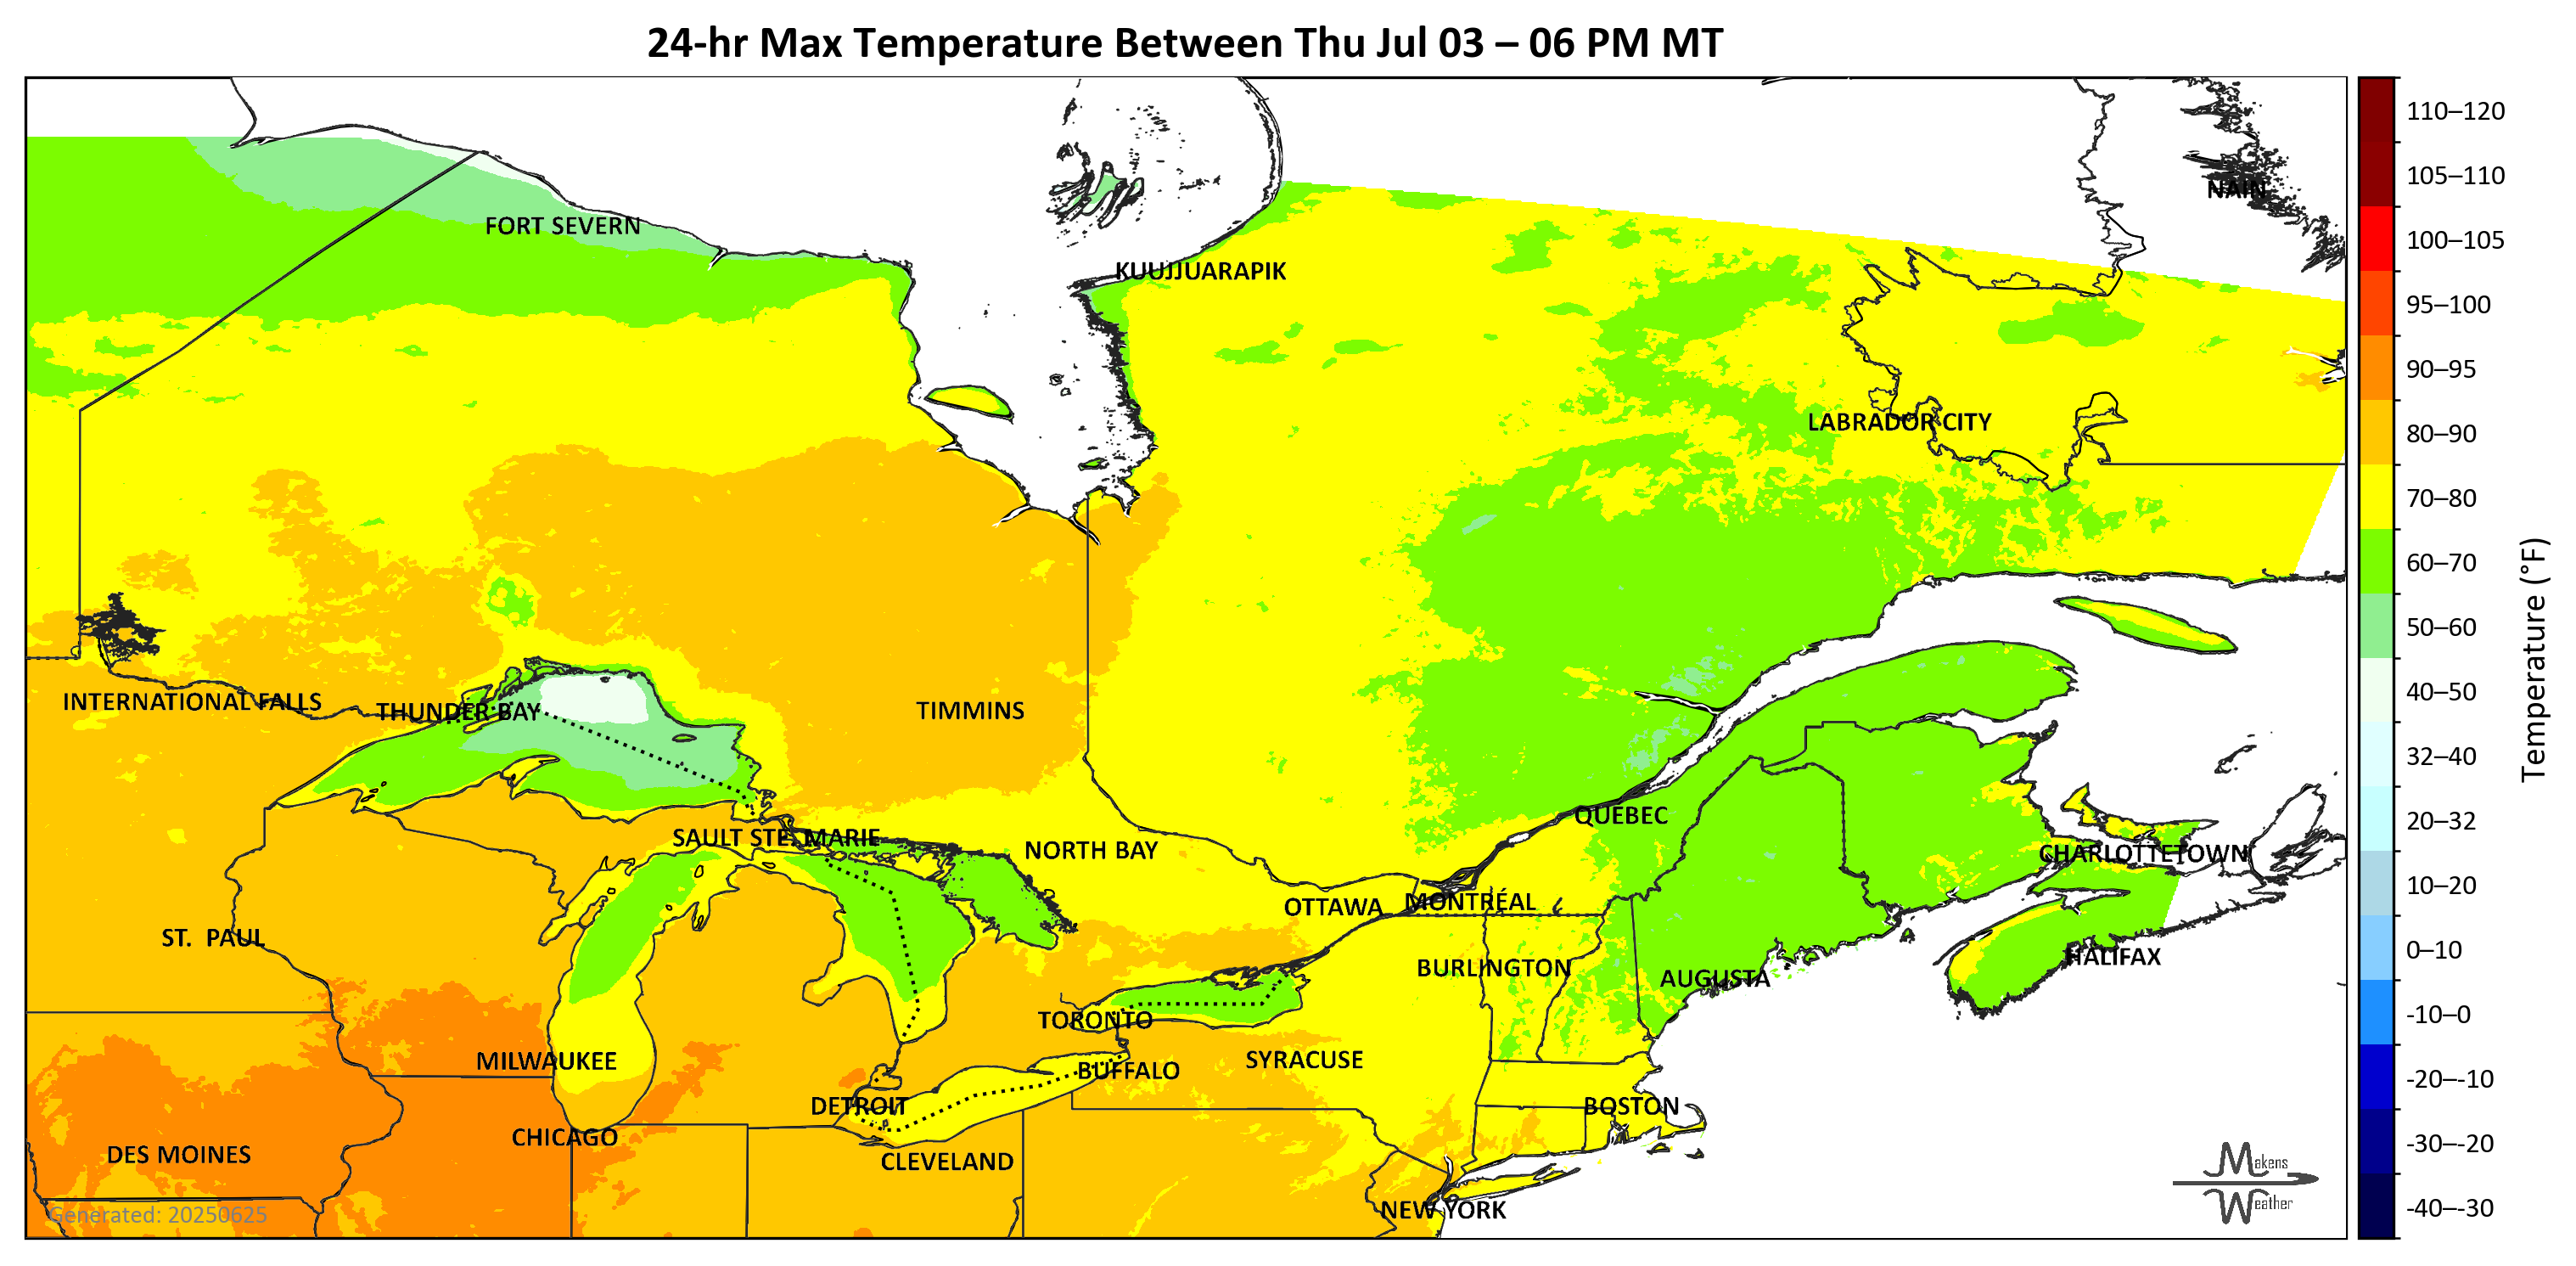 24-hr Max Temperature Between Thu Jul 03 – 06 PM MT
110–120
105–110
100–105
95–100
90–95
80–90
70–80
60–70
50–60
40–50
32–40
20–32
10–20
0–10
-10–0
-20–-10
-30–-20
-40–-30
Temperature (°F)
NAIN
FORT SEVERN
KUUJJUARAPIK
LABRADOR CITY
INTERNATIONAL FALLS
THUNDER BAY
TIMMINS
QUÉBEC
SAULT STE. MARIE
NORTH BAY
CHARLOTTETOWN
OTTAWA
MONTRÉAL
ST. PAUL
HALIFAX
BURLINGTON
AUGUSTA
TORONTO
MILWAUKEE
SYRACUSE
BUFFALO
DETROIT
BOSTON
CHICAGO
DES MOINES
CLEVELAND
NEW YORK
Generated: 20250625
Makens
Weather